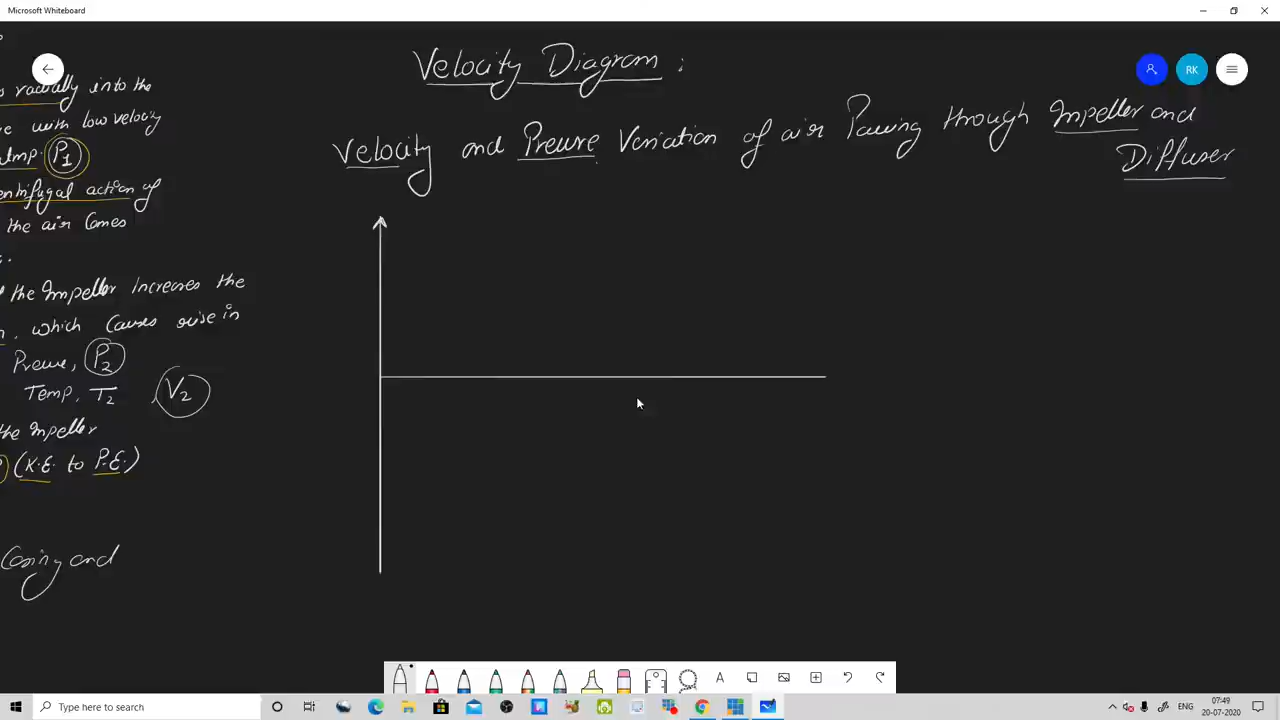 Microsoft Whiteboard
Velocity Diagram :
RK
s radially into the
e with low velocity
P1
entrifugal action of
the air Comes
the Impeller Increases the
which Causes rise in
Pressure, P2
Temp, T2 , V2
the Impeller
(K.E. to P.E.)
Casing and
Velocity and Pressure Variation of air Passing through Impeller and
Diffuser
Type here to search
ENG
07:49
20-07-2020